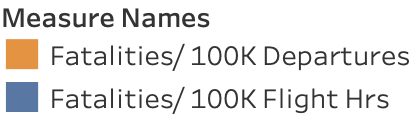 Measure Names
Fatalities/ 100K Departures
Fatalities/ 100K Flight Hrs